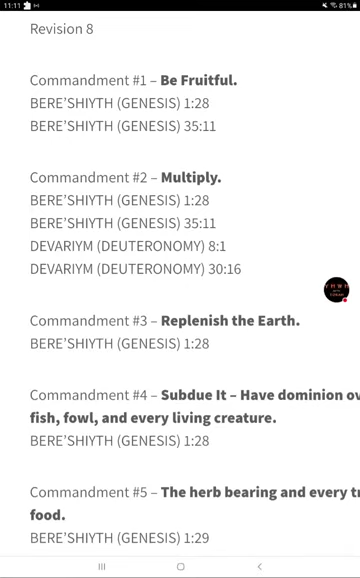 11:11
81%
Revision 8
Commandment #1 – Be Fruitful.
BERE'SHIYTH (GENESIS) 1:28
BERE'SHIYTH (GENESIS) 35:11
Commandment #2 – Multiply.
BERE'SHIYTH (GENESIS) 1:28
BERE'SHIYTH (GENESIS) 35:11
DEVARIYM (DEUTERONOMY) 8:1
DEVARIYM (DEUTERONOMY) 30:16
Commandment #3 – Replenish the Earth.
BERE'SHIYTH (GENESIS) 1:28
Commandment #4 – Subdue It – Have dominion ov
fish, fowl, and every living creature.
BERE'SHIYTH (GENESIS) 1:28
Commandment #5 – The herb bearing and every tr
food.
BERE'SHIYTH (GENESIS) 1:29